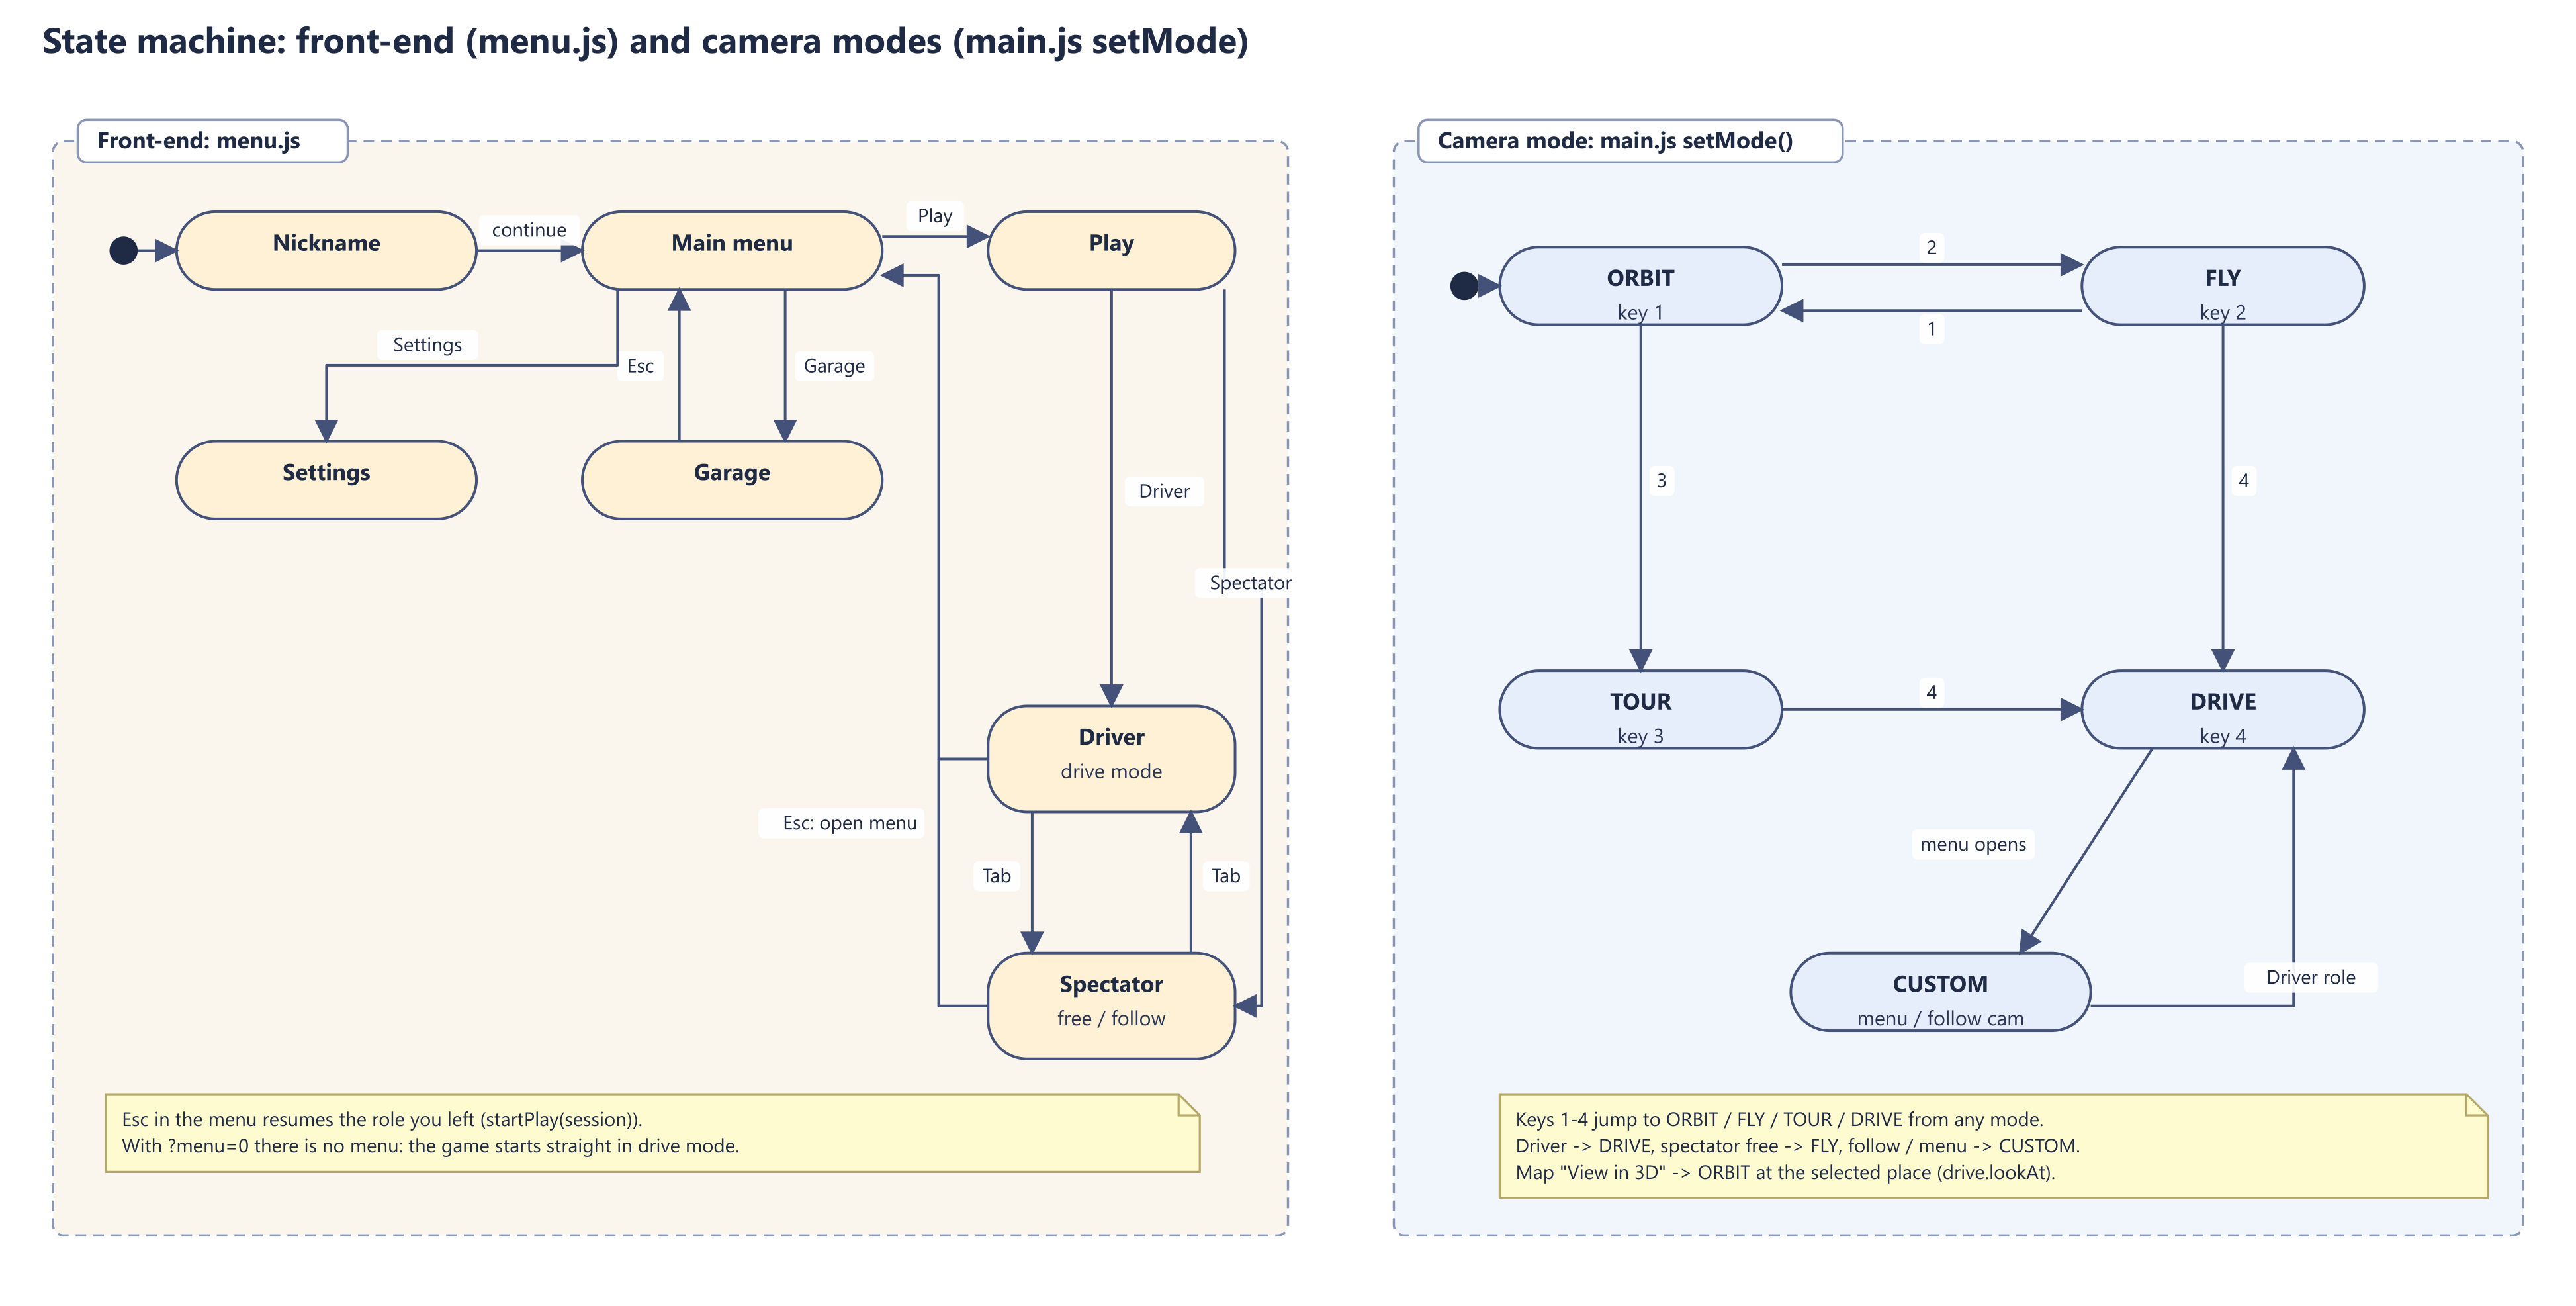 State machine: front-end (menu.js) and camera modes (main.js setMode)
Front-end: menu.js
Nickname
continue
Main menu
Play
Play
Settings
Esc
Garage
Settings
Garage
Driver
Spectator
Driver
drive mode
Esc: open menu
Tab
Tab
Spectator
free / follow
Esc in the menu resumes the role you left (startPlay(session)).
With ?menu=0 there is no menu: the game starts straight in drive mode.
Camera mode: main.js setMode()
ORBIT
key 1
2
1
FLY
key 2
3
4
TOUR
key 3
4
DRIVE
key 4
menu opens
Driver role
CUSTOM
menu / follow cam
Keys 1-4 jump to ORBIT / FLY / TOUR / DRIVE from any mode.
Driver -> DRIVE, spectator free -> FLY, follow / menu -> CUSTOM.
Map "View in 3D" -> ORBIT at the selected place (drive.lookAt).